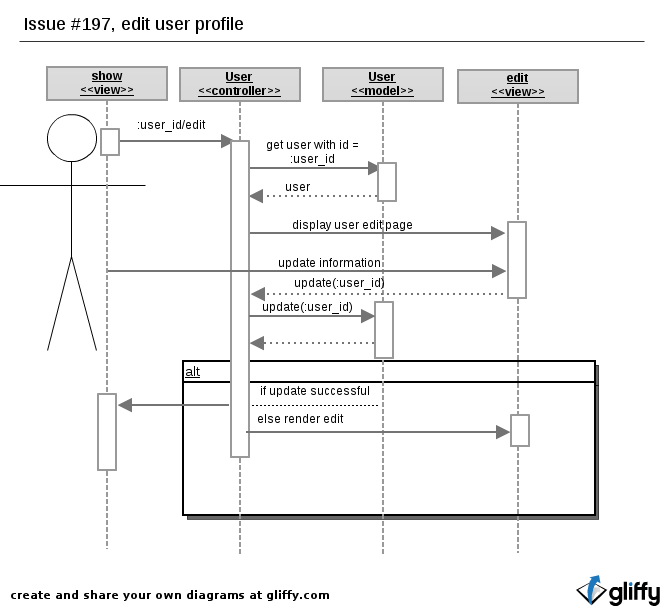 Issue #197, edit user profile
show
<<view>>
User
<<controller>>
User
<<model>>
edit
<<view>>
:user_id/edit
get user with id =
:user_id
user
display user edit page
update information
update(:user_id)
update(:user_id)
alt
if update successful
else render edit
create and share your own diagrams at gliffy.com
gliffy